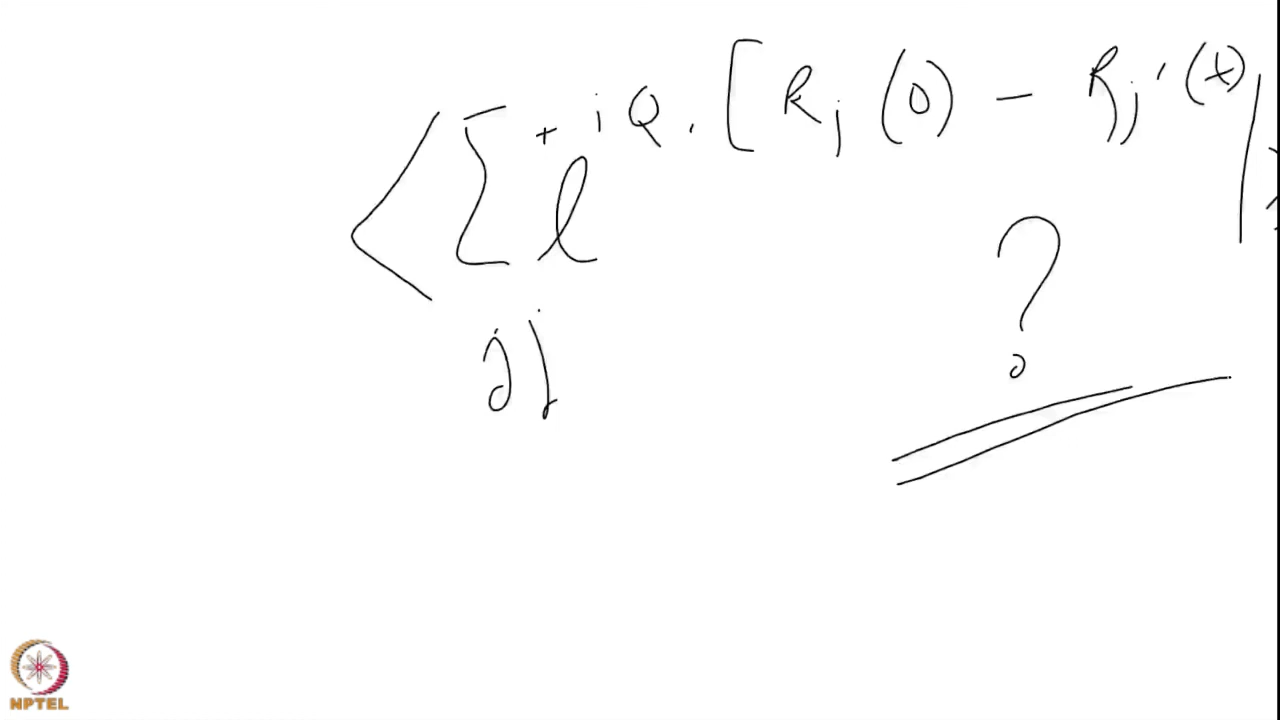 < Σ e^{+iQ.[R_j(0) - R_j'(t)]} >
jj'
?
NPTEL